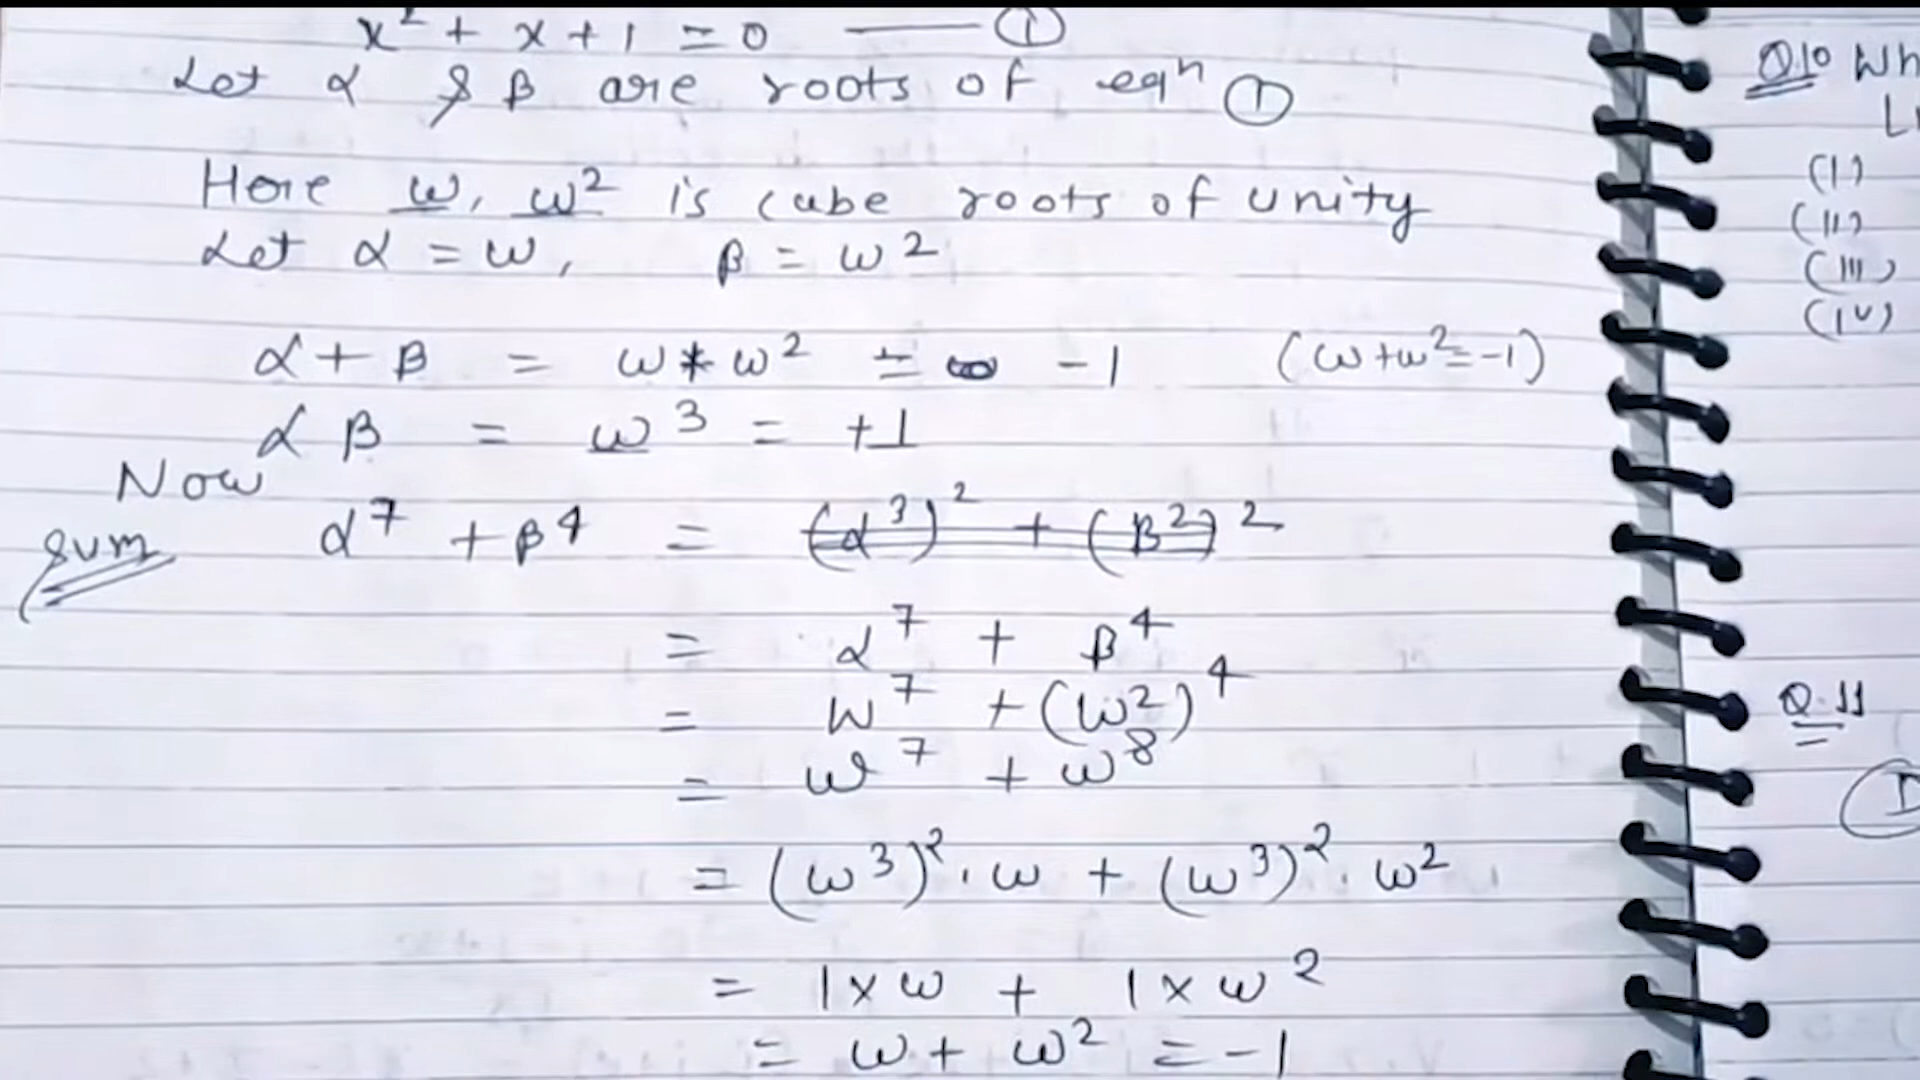 x² + x + 1 = 0 —— ①
Let α & β are roots of eqⁿ ①
Here ω, ω² is cube roots of unity
Let α = ω, β = ω²
α + β = ω + ω² = -1 (ω + ω² = -1)
α β = ω³ = +1
Now
sum α⁷ + β⁴ = (α³)² + (β²)²
= α⁷ + β⁴
= ω⁷ + (ω²)⁴
= ω⁷ + ω⁸
= (ω³)² . ω + (ω³)² . ω²
= 1 x ω + 1 x ω²
= ω + ω² = -1
Q.10 Wh
(I)
(II)
(III)
(IV)
Q.11